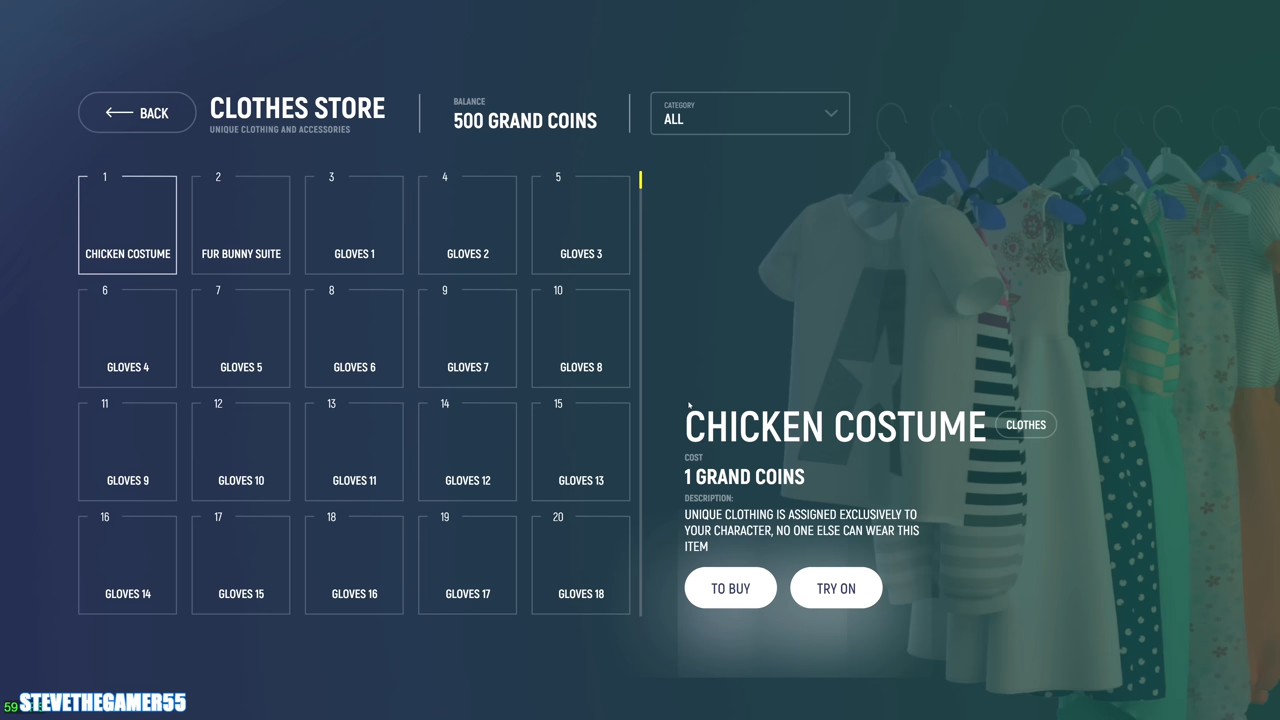 BACK
CLOTHES STORE
UNIQUE CLOTHING AND ACCESSORIES
BALANCE
500 GRAND COINS
CATEGORY
ALL
1
CHICKEN COSTUME
2
FUR BUNNY SUITE
3
GLOVES 1
4
GLOVES 2
5
GLOVES 3
6
GLOVES 4
7
GLOVES 5
8
GLOVES 6
9
GLOVES 7
10
GLOVES 8
11
GLOVES 9
12
GLOVES 10
13
GLOVES 11
14
GLOVES 12
15
GLOVES 13
16
GLOVES 14
17
GLOVES 15
18
GLOVES 16
19
GLOVES 17
20
GLOVES 18
CHICKEN COSTUME
CLOTHES
COST
1 GRAND COINS
DESCRIPTION:
UNIQUE CLOTHING IS ASSIGNED EXCLUSIVELY TO
YOUR CHARACTER, NO ONE ELSE CAN WEAR THIS
ITEM
TO BUY
TRY ON
59
STEVETHEGAMER55